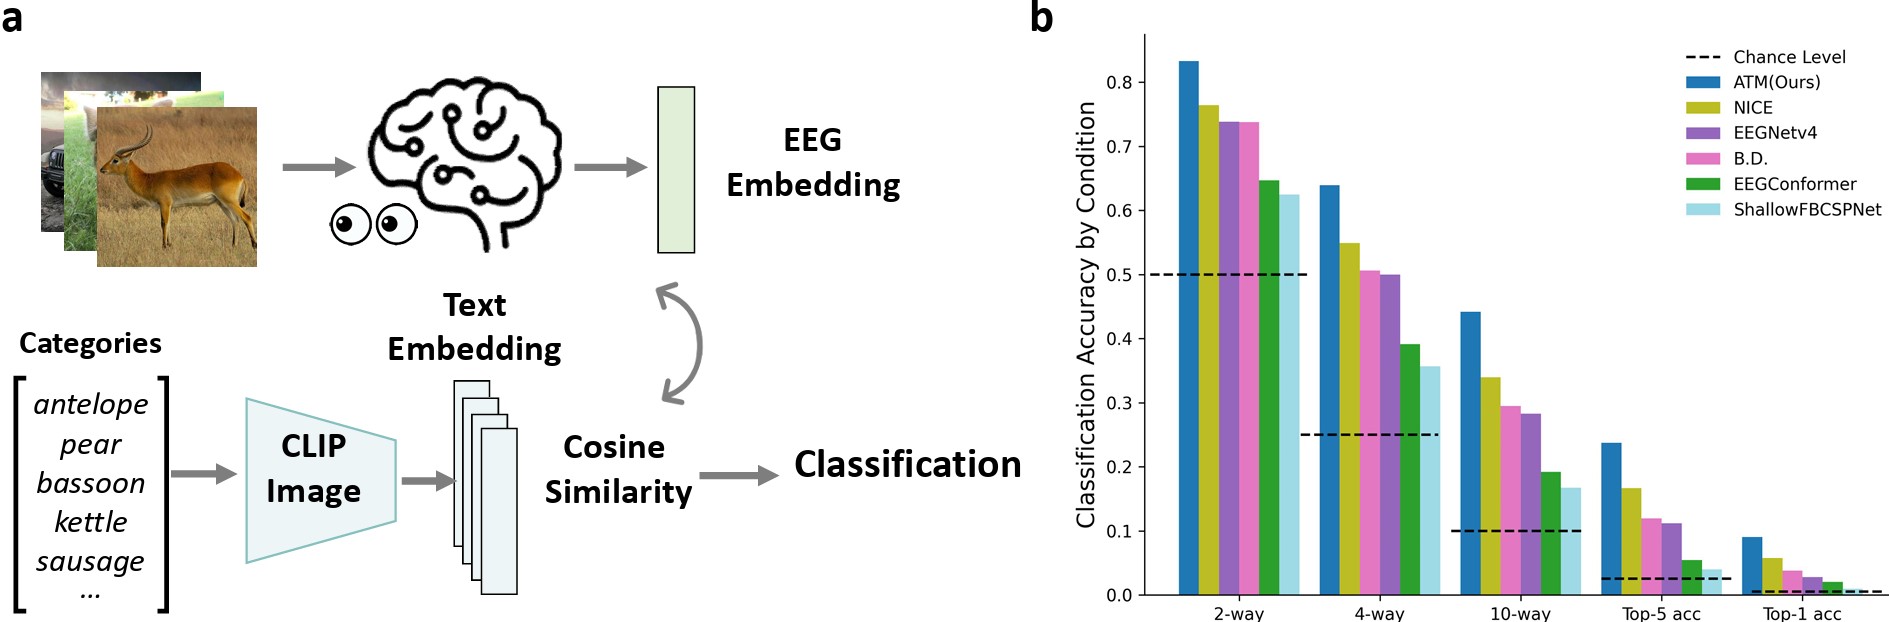 a
EEG
Embedding
Text
Embedding
Categories
antelope
pear
bassoon
kettle
sausage
...
CLIP
Image
Cosine
Similarity
Classification
b
Classification Accuracy by Condition
0.8
0.7
0.6
0.5
0.4
0.3
0.2
0.1
0.0
2-way
4-way
10-way
Top-5 acc
Top-1 acc
Chance Level
ATM(Ours)
NICE
EEGNetv4
B.D.
EEGConformer
ShallowFBCSPNet